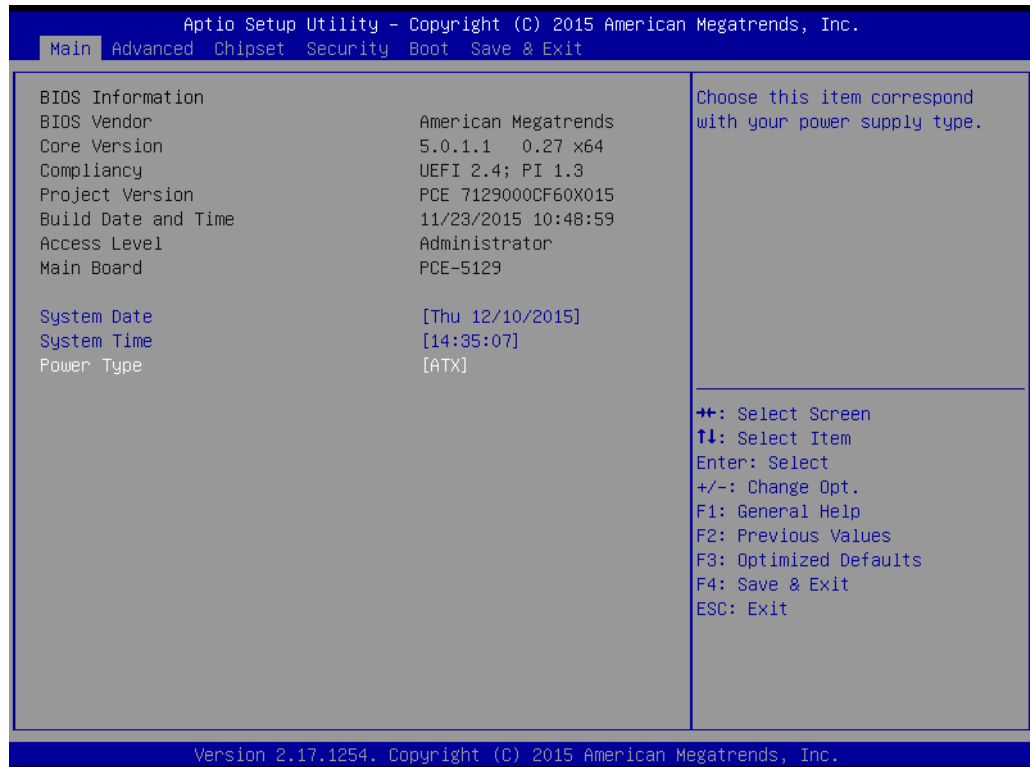 Aptio Setup Utility – Copyright (C) 2015 American Megatrends, Inc.
Main Advanced Chipset Security Boot Save & Exit
BIOS Information
BIOS Vendor American Megatrends
Core Version 5.0.1.1 0.27 x64
Compliancy UEFI 2.4; PI 1.3
Project Version PCE 7129000CF60X015
Build Date and Time 11/23/2015 10:48:59
Access Level Administrator
Main Board PCE-5129
System Date [Thu 12/10/2015]
System Time [14:35:07]
Power Type [ATX]
Choose this item correspond
with your power supply type.
→←: Select Screen
↑↓: Select Item
Enter: Select
+/-: Change Opt.
F1: General Help
F2: Previous Values
F3: Optimized Defaults
F4: Save & Exit
ESC: Exit
Version 2.17.1254. Copyright (C) 2015 American Megatrends, Inc.